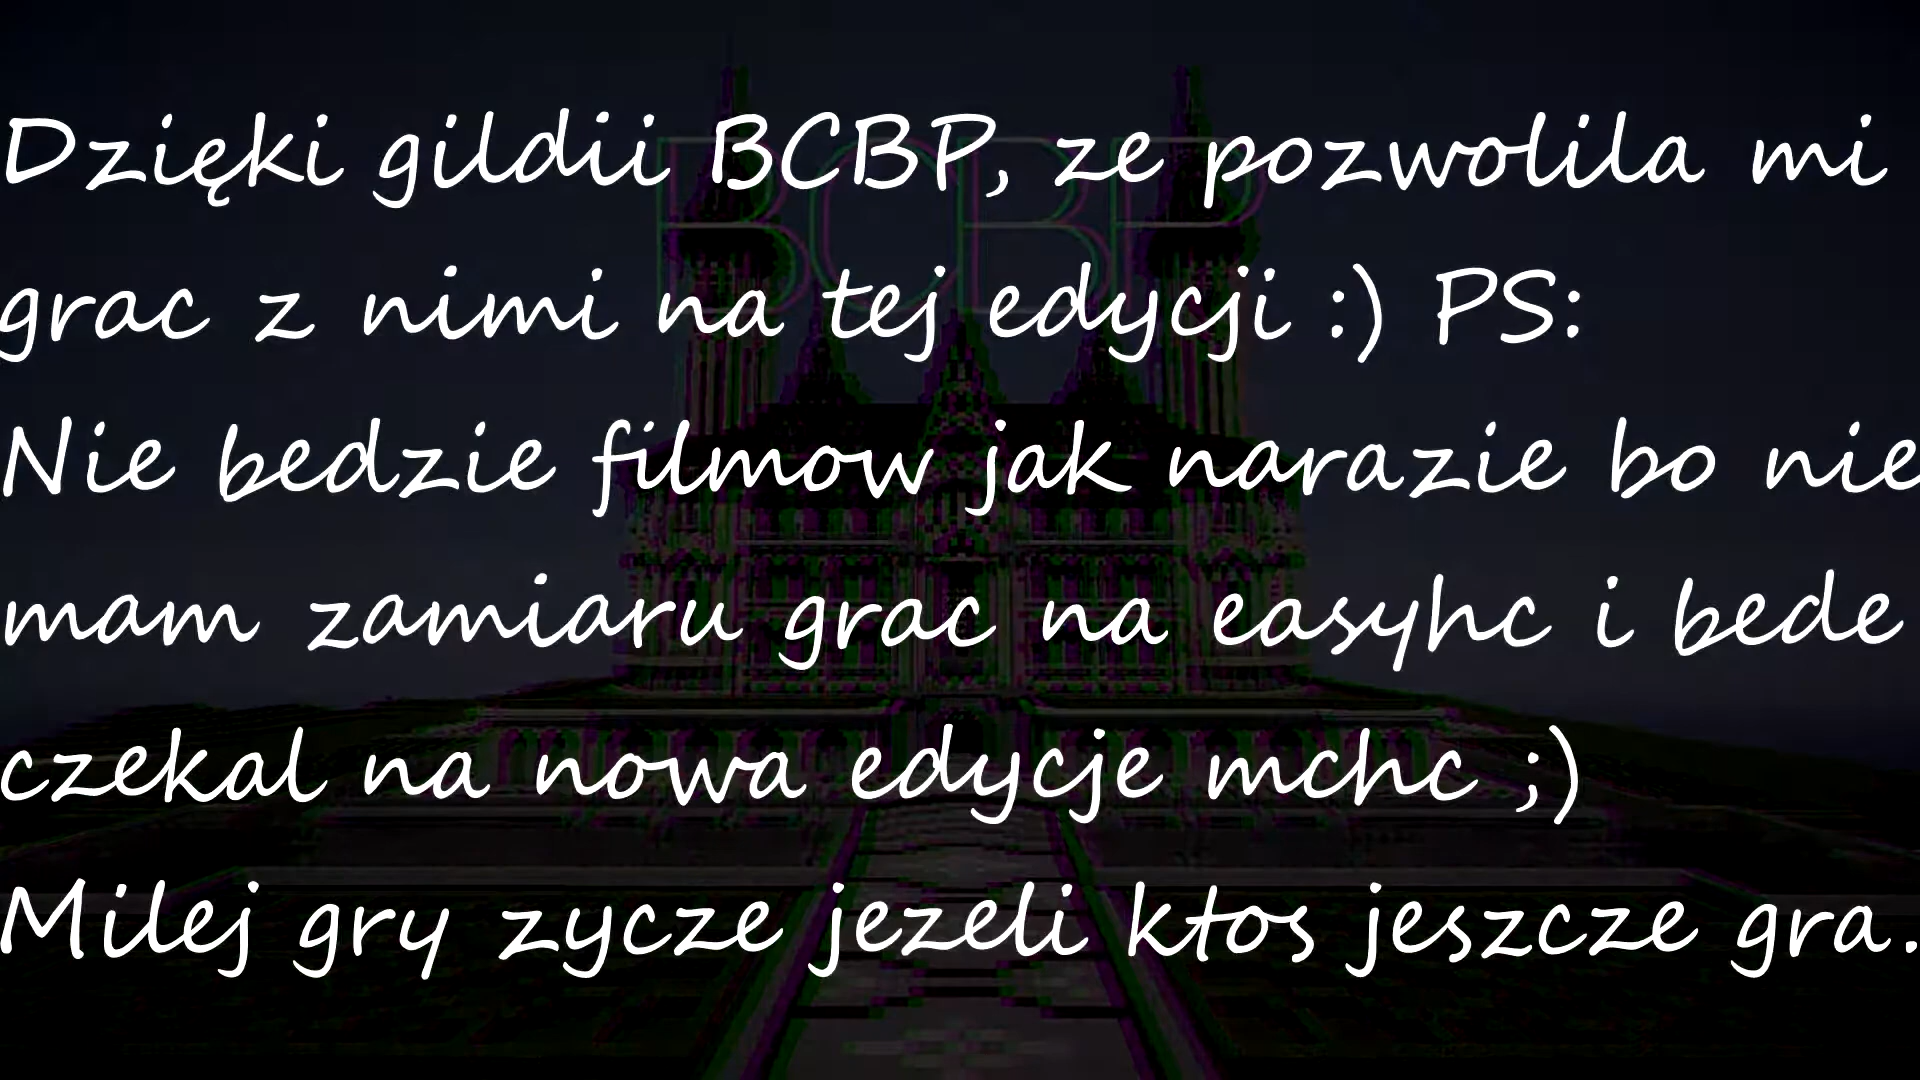 BCBP
Dzięki gildii BCBP, ze pozwolila mi
grac z nimi na tej edycji :) PS:
Nie bedzie filmow jak narazie bo nie
mam zamiaru grac na easyhc i bede
czekal na nowa edycje mchc ;)
Milej gry zycze jezeli ktos jeszcze gra.